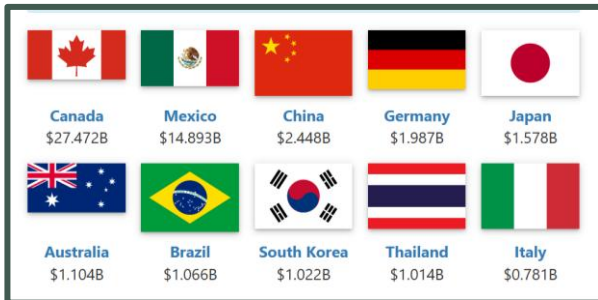 Canada Mexico China Germany Japan
$27.472B $14.893B $2.448B $1.987B $1.578B
Australia Brazil South Korea Thailand Italy
$1.104B $1.066B $1.022B $1.014B $0.781B